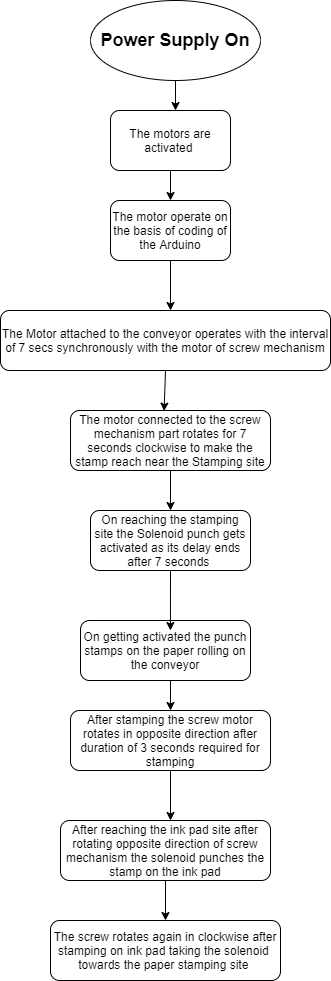 Power Supply On
The motors are
activated
The motor operate on
the basis of coding of
the Arduino
The Motor attached to the conveyor operates with the interval
of 7 secs synchronously with the motor of screw mechanism
The motor connected to the screw
mechanism part rotates for 7
seconds clockwise to make the
stamp reach near the Stamping site
On reaching the stamping
site the Solenoid punch gets
activated as its delay ends
after 7 seconds
On getting activated the punch
stamps on the paper rolling on
the conveyor
After stamping the screw motor
rotates in opposite direction after
duration of 3 seconds required for
stamping
After reaching the ink pad site after
rotating opposite direction of screw
mechanism the solenoid punches the
stamp on the ink pad
The screw rotates again in clockwise after
stamping on ink pad taking the solenoid
towards the paper stamping site